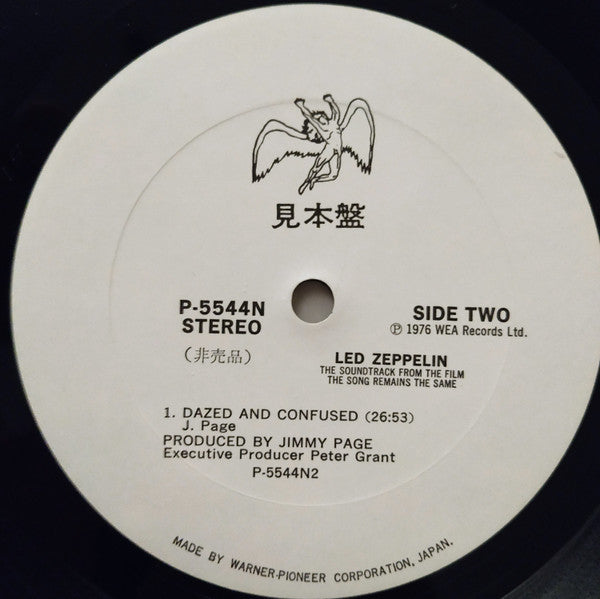 見本盤
P-5544N
STEREO
(非売品)
SIDE TWO
Ⓟ 1976 WEA Records Ltd.
LED ZEPPELIN
THE SOUNDTRACK FROM THE FILM
THE SONG REMAINS THE SAME
1. DAZED AND CONFUSED (26:53)
J. Page
PRODUCED BY JIMMY PAGE
Executive Producer Peter Grant
P-5544N2
MADE BY WARNER-PIONEER CORPORATION, JAPAN.